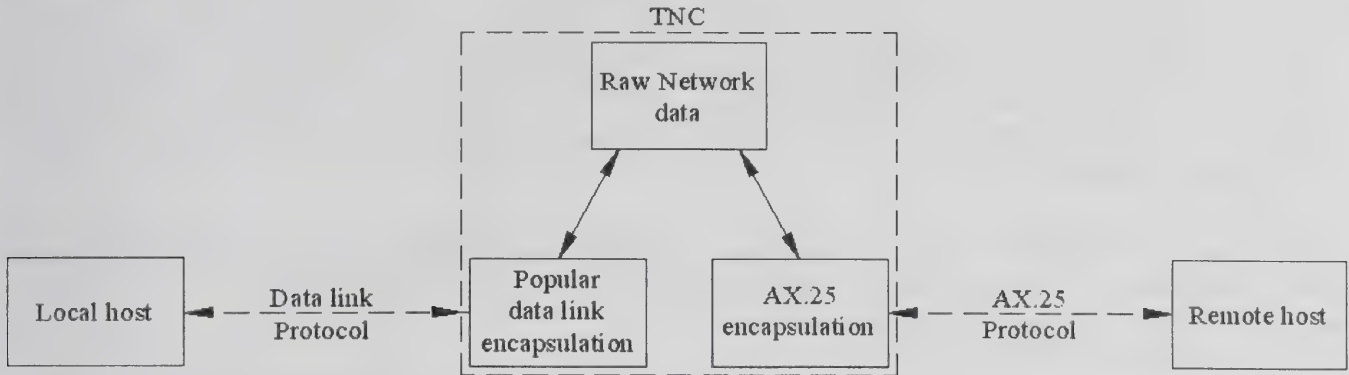 TNC
Raw Network
data
Local host
Data link
Protocol
Popular
data link
encapsulation
AX.25
encapsulation
AX.25
Protocol
Remote host